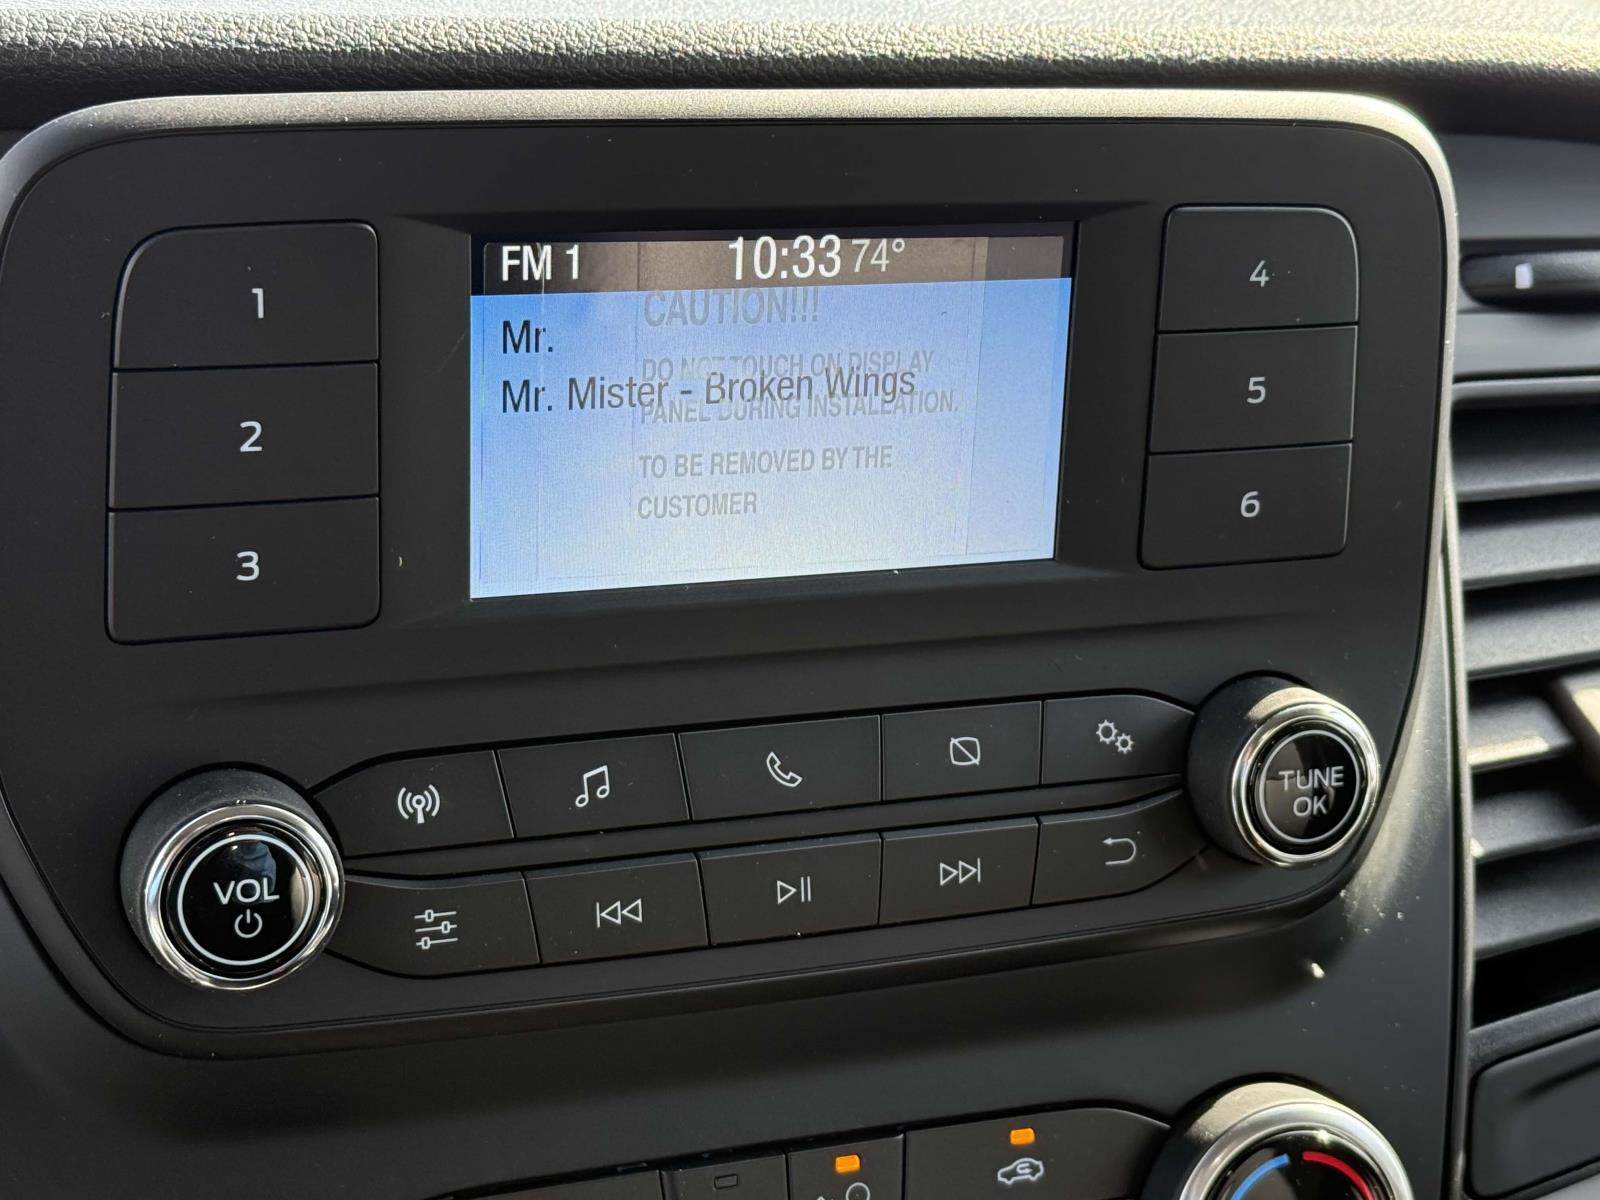 FM 1 10:33 74°
CAUTION!!!
Mr.
DO NOT TOUCH ON DISPLAY
Mr. Mister - Broken Wings
PANEL DURING INSTALLATION.
TO BE REMOVED BY THE
CUSTOMER
1
2
3
4
5
6
VOL
TUNE
OK